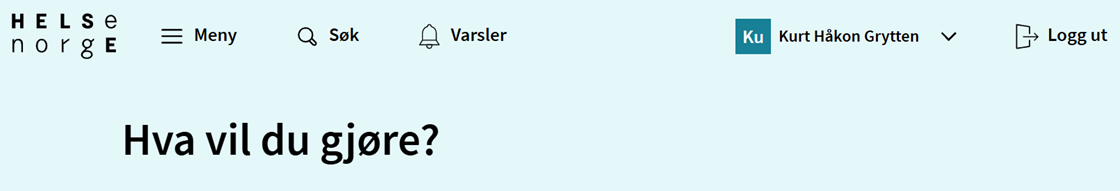 HELSe
norgE
Meny
Søk
Varsler
Ku
Kurt Håkon Grytten
Logg ut
Hva vil du gjøre?